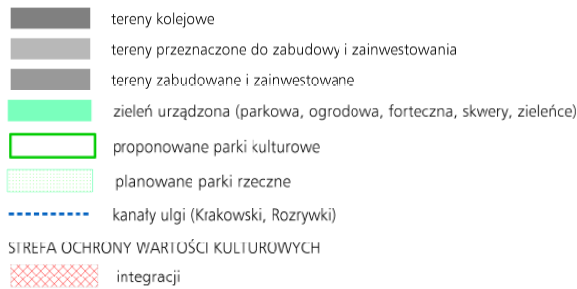 tereny kolejowe
tereny przeznaczone do zabudowy i zainwestowania
tereny zabudowane i zainwestowane
zieleń urządzona (parkowa, ogrodowa, forteczna, skwery, zieleńce)
proponowane parki kulturowe
planowane parki rzeczne
kanały ulgi (Krakowski, Rozrywki)
STREFA OCHRONY WARTOŚCI KULTUROWYCH
integracji